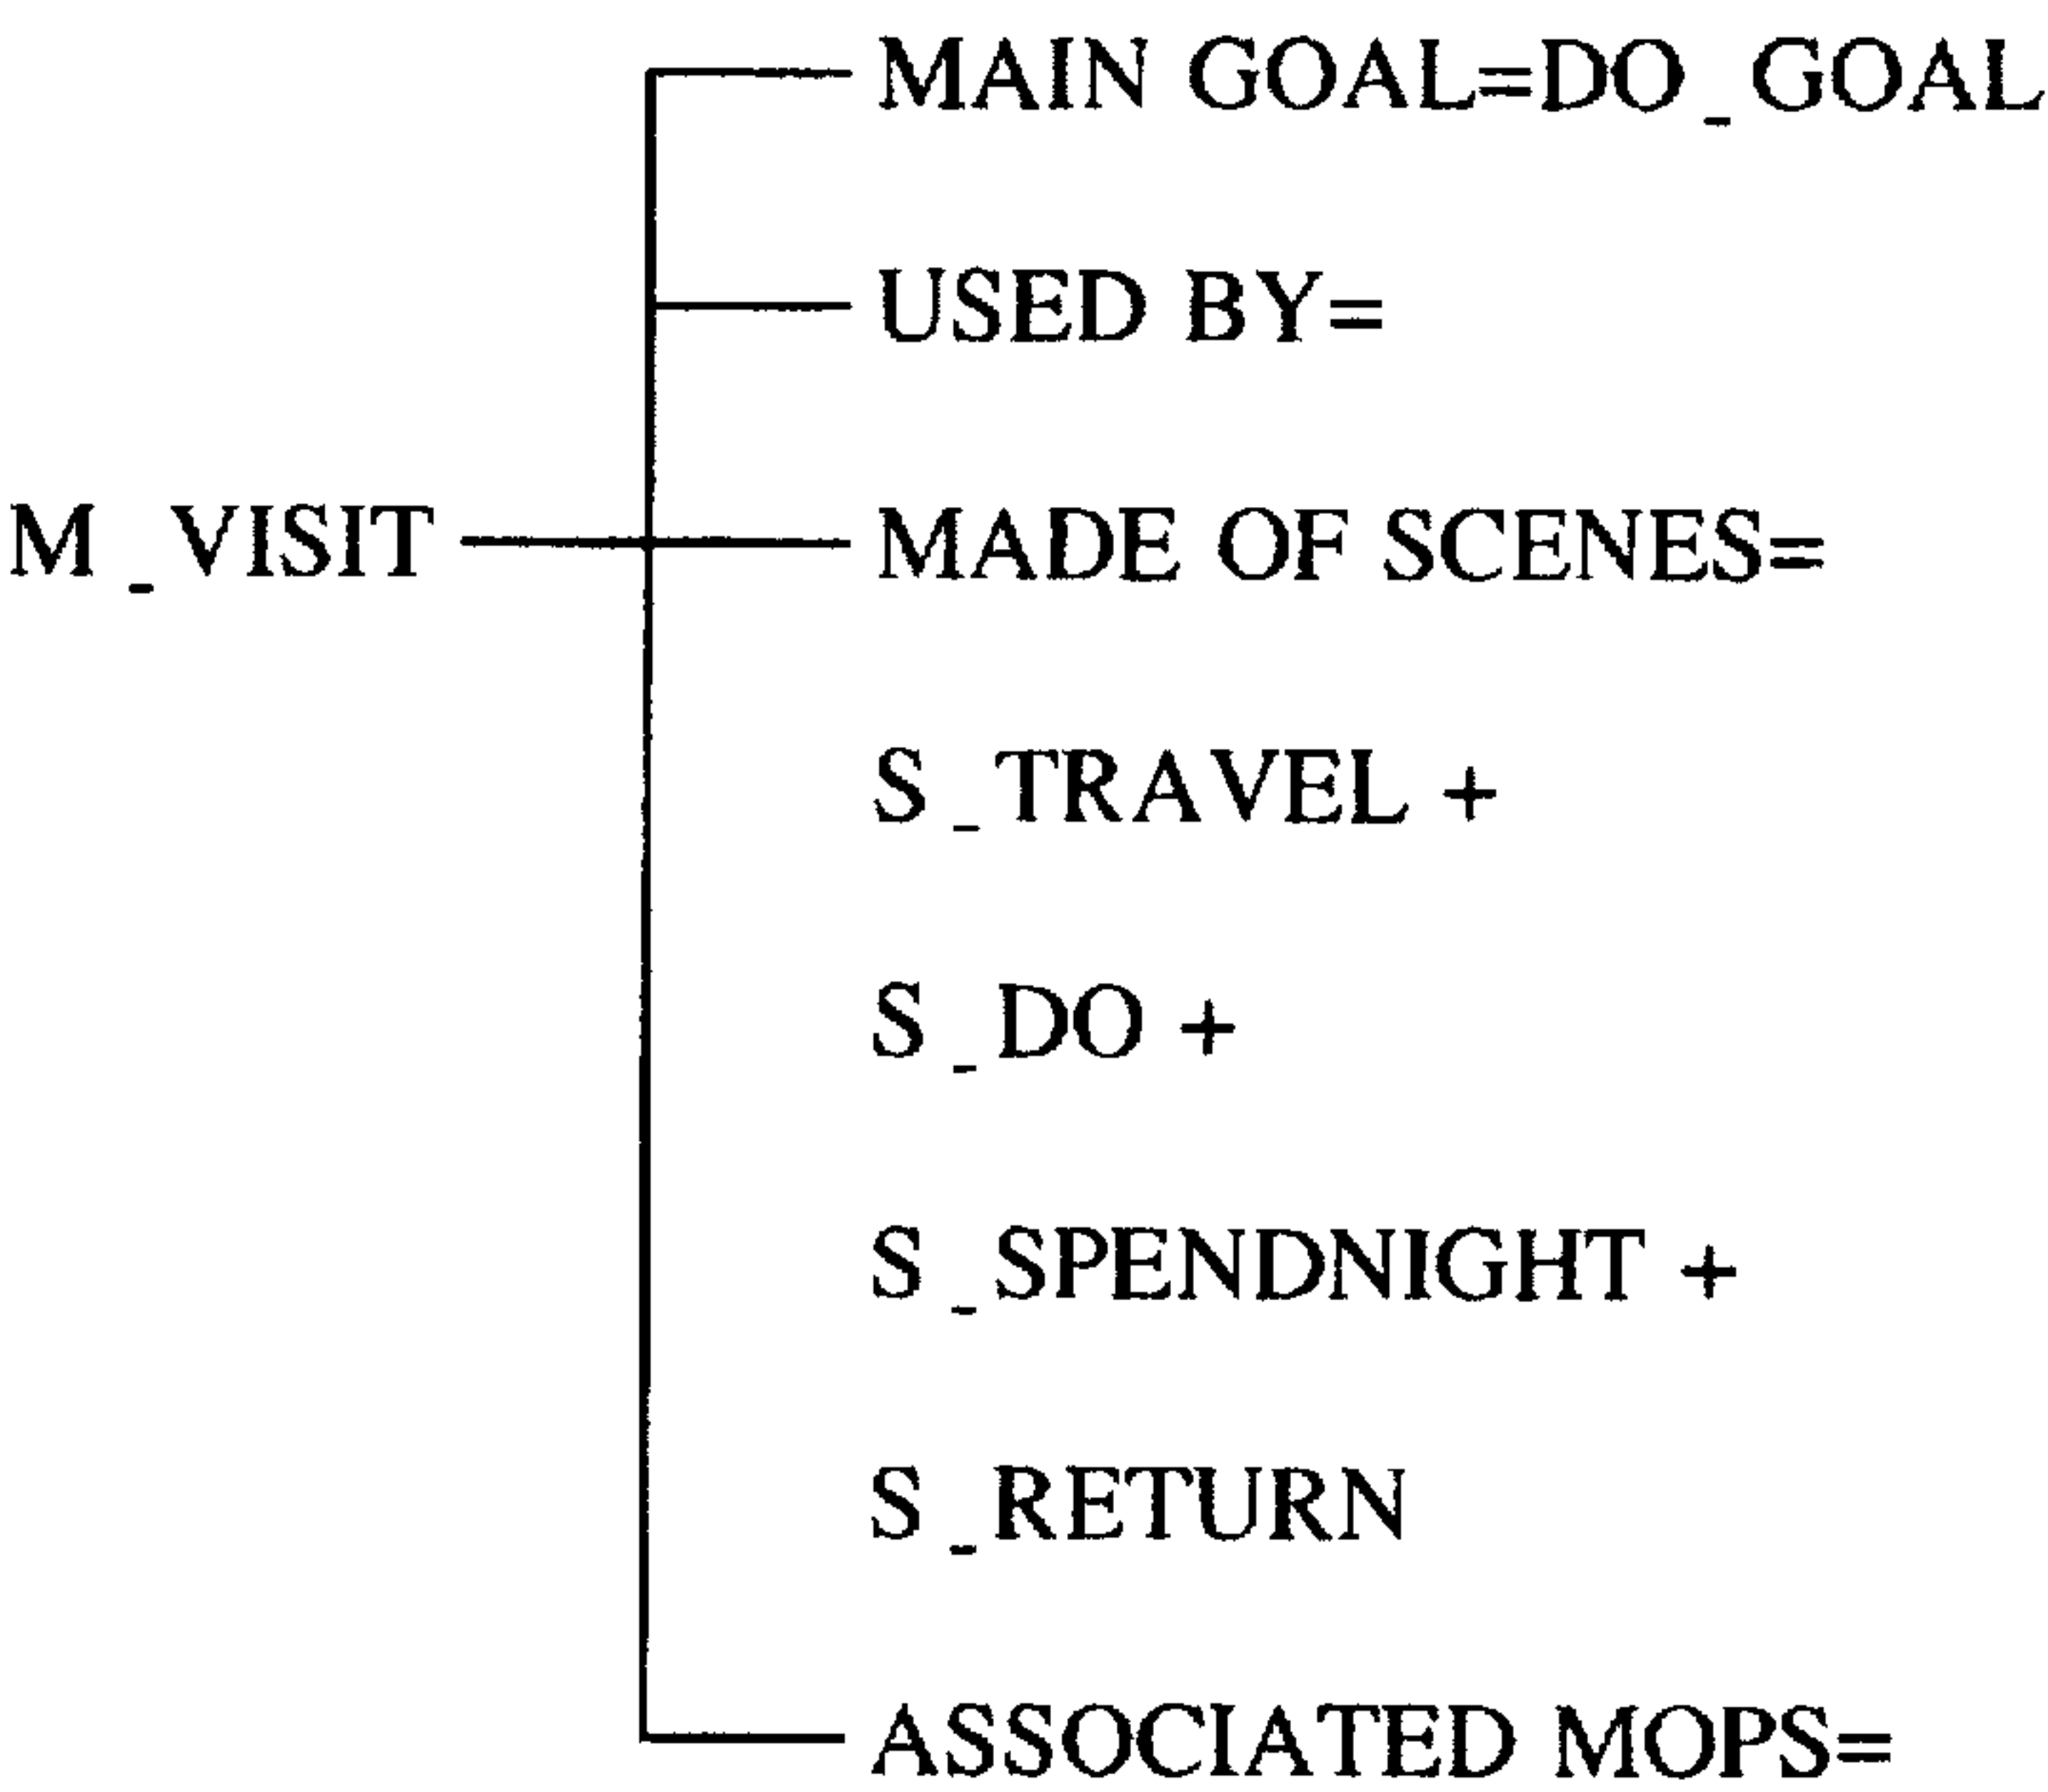 MAIN GOAL=DO_GOAL
USED BY=
M_VISIT MADE OF SCENES=
S_TRAVEL +
S_DO +
S_SPENDNIGHT +
S_RETURN
ASSOCIATED MOPS=